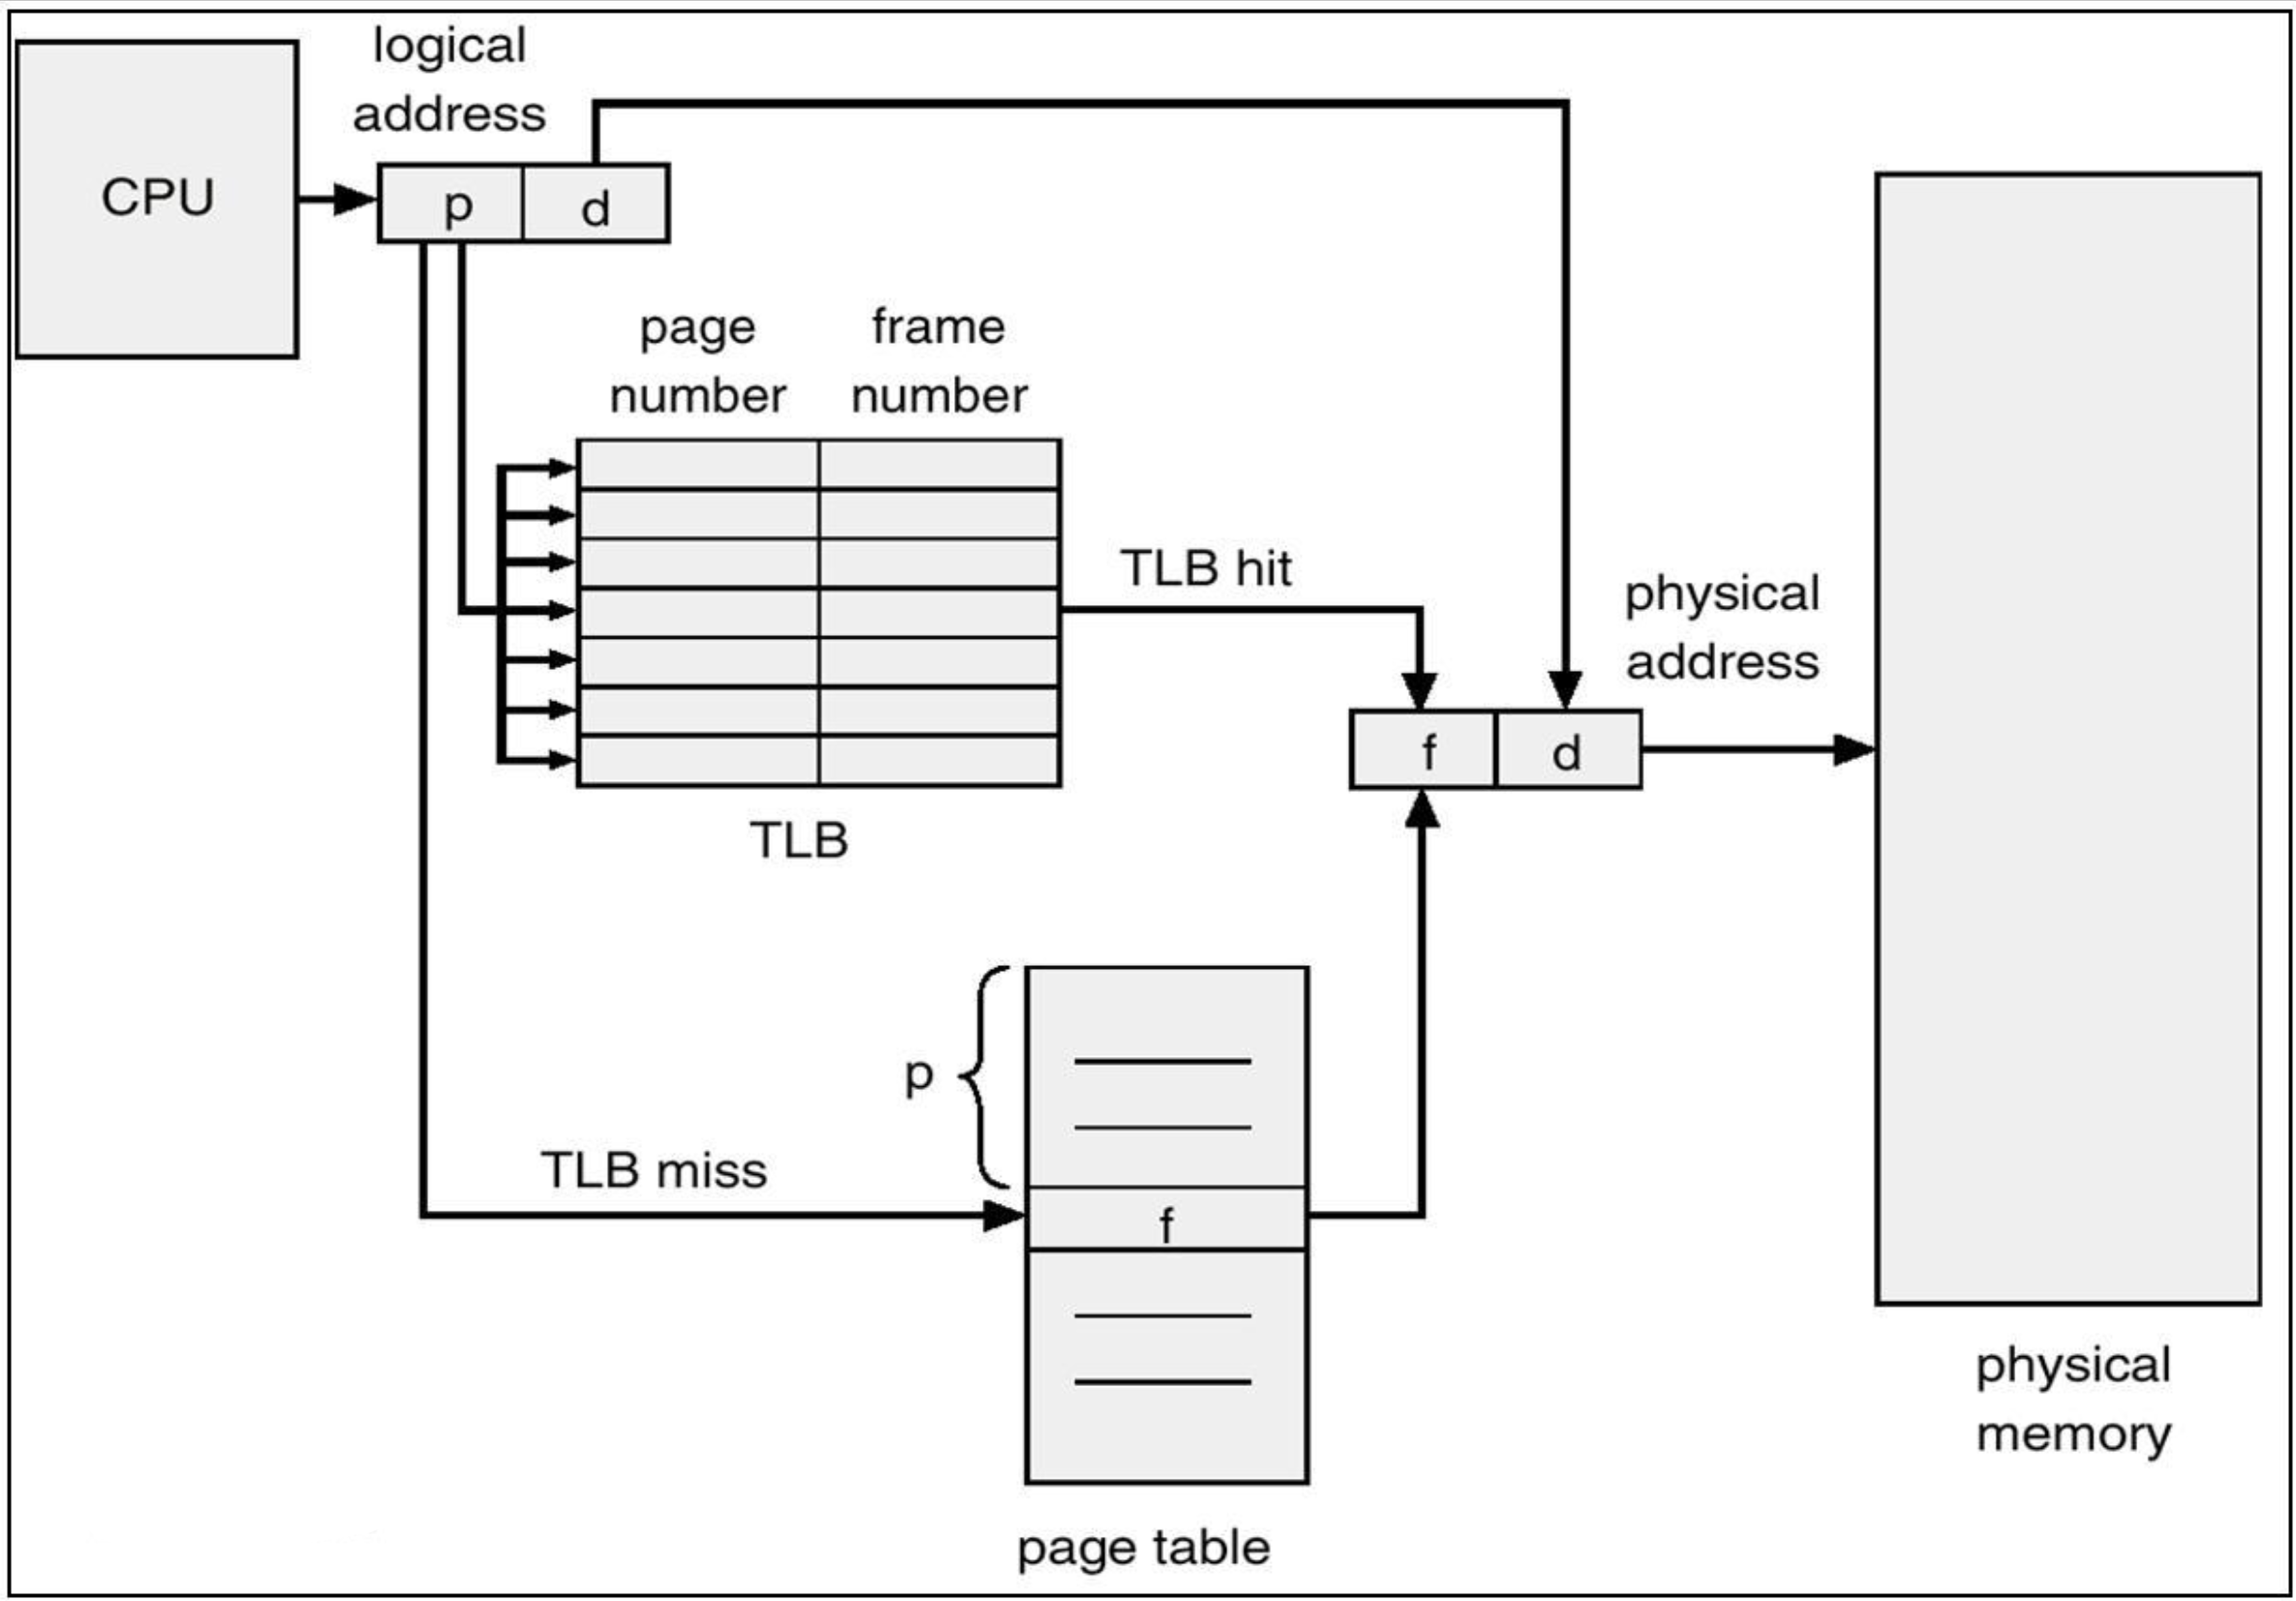 logical
address
CPU
p
d
page
number
frame
number
TLB hit
physical
address
f
d
TLB
p
TLB miss
f
physical
memory
page table